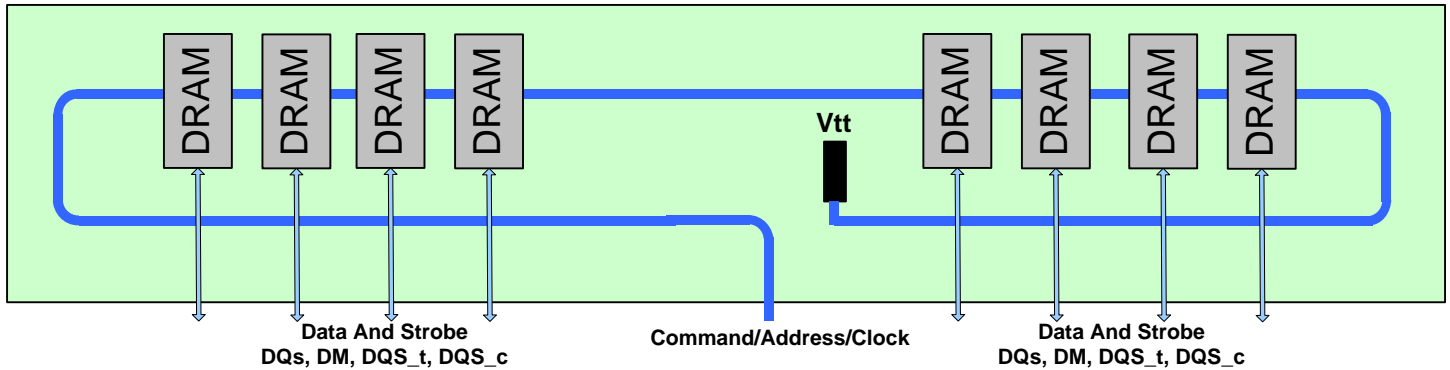 DRAM
DRAM
DRAM
DRAM
DRAM
DRAM
DRAM
DRAM
Vtt
Data And Strobe
DQs, DM, DQS_t, DQS_c
Command/Address/Clock
Data And Strobe
DQs, DM, DQS_t, DQS_c